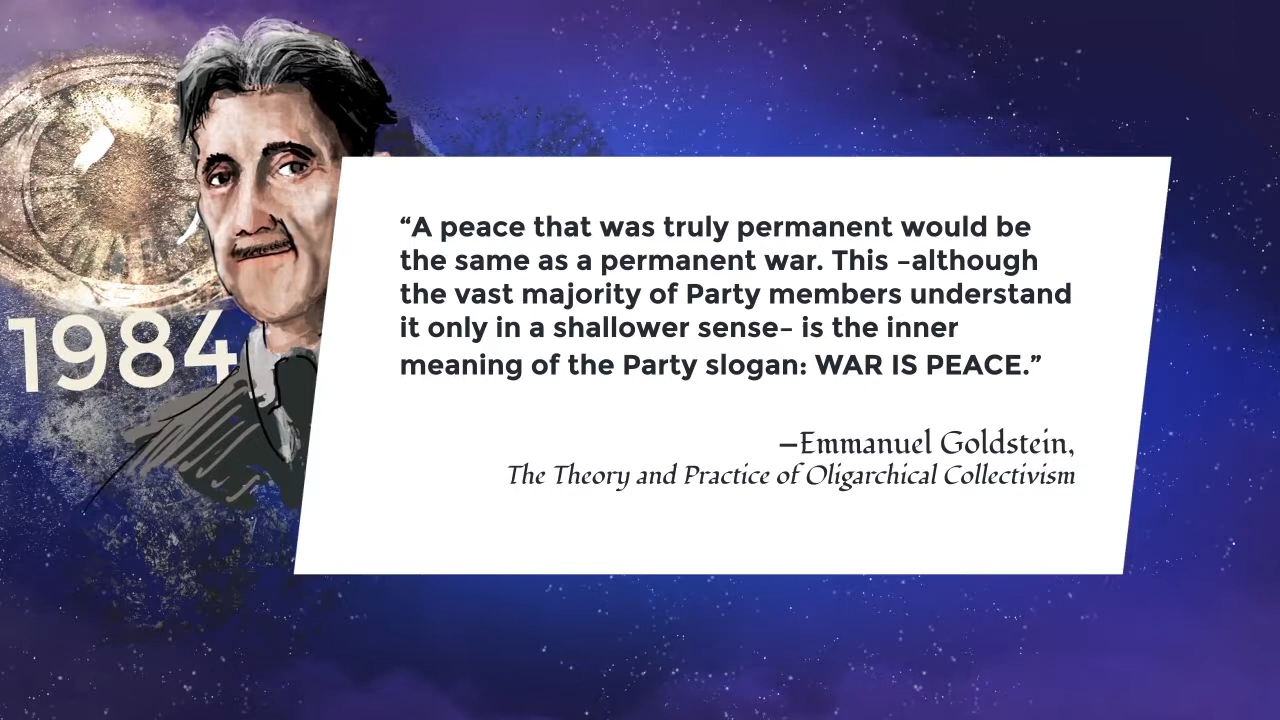 1984
“A peace that was truly permanent would be
the same as a permanent war. This –although
the vast majority of Party members understand
it only in a shallower sense– is the inner
meaning of the Party slogan: WAR IS PEACE.”
—Emmanuel Goldstein,
The Theory and Practice of Oligarchical Collectivism